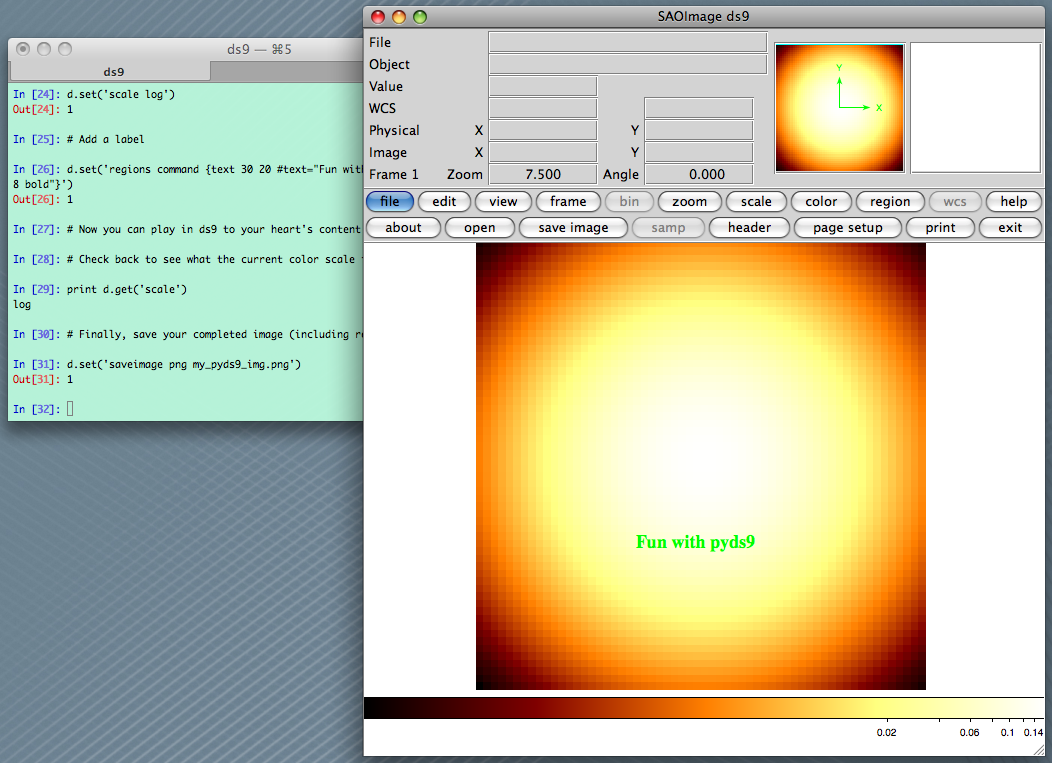 ds9 — ⌘5
ds9
In [24]: d.set('scale log')
Out[24]: 1
In [25]: # Add a label
In [26]: d.set('regions command {text 30 20 #text="Fun with
8 bold"}')
Out[26]: 1
In [27]: # Now you can play in ds9 to your heart's content
In [28]: # Check back to see what the current color scale
In [29]: print d.get('scale')
log
In [30]: # Finally, save your completed image (including
In [31]: d.set('saveimage png my_pyds9_img.png')
Out[31]: 1
In [32]:
SAOImage ds9
File
Object
Value
WCS
Physical X Y
Image X Y
Frame 1 Zoom 7.500 Angle 0.000
Y
X
file edit view frame bin zoom scale color region wcs help
about open save image samp header page setup print exit
Fun with pyds9
0.02 0.06 0.1 0.14